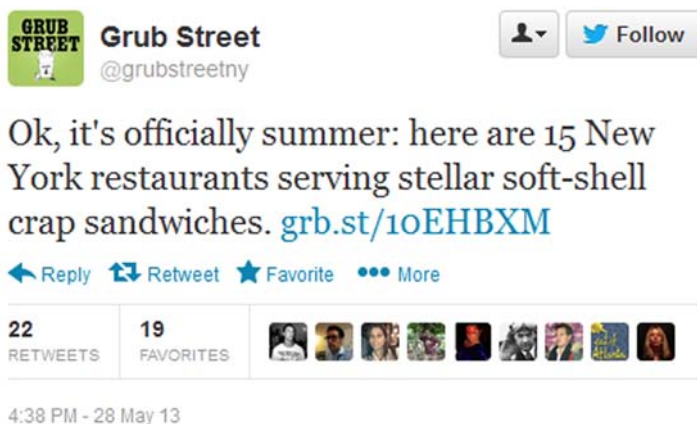 GRUB
STREET
Grub Street
@grubstreetny
Follow
Ok, it's officially summer: here are 15 New
York restaurants serving stellar soft-shell
crap sandwiches. grb.st/10EHBXM
Reply Retweet Favorite More
22 19
RETWEETS FAVORITES
4:38 PM - 28 May 13